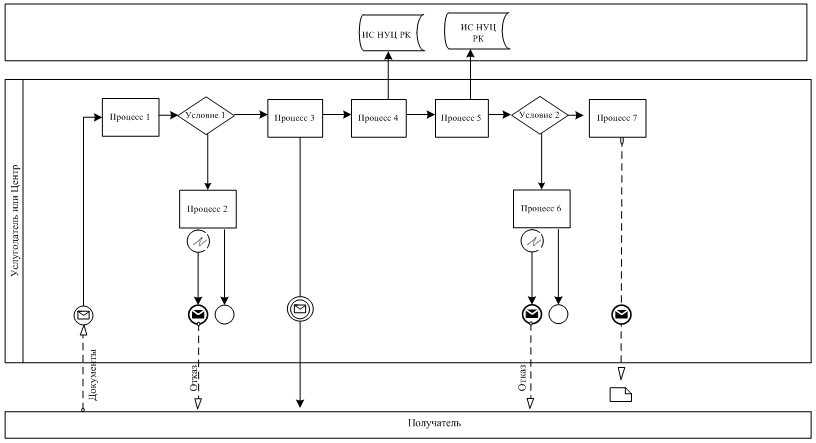 ИС НУЦ РК
ИС НУЦ
РК
Процесс 1
Условие 1
Процесс 3
Процесс 4
Процесс 5
Условие 2
Процесс 7
Процесс 2
Процесс 6
Услугодатель или Центр
Документы
Отказ
Отказ
Получатель